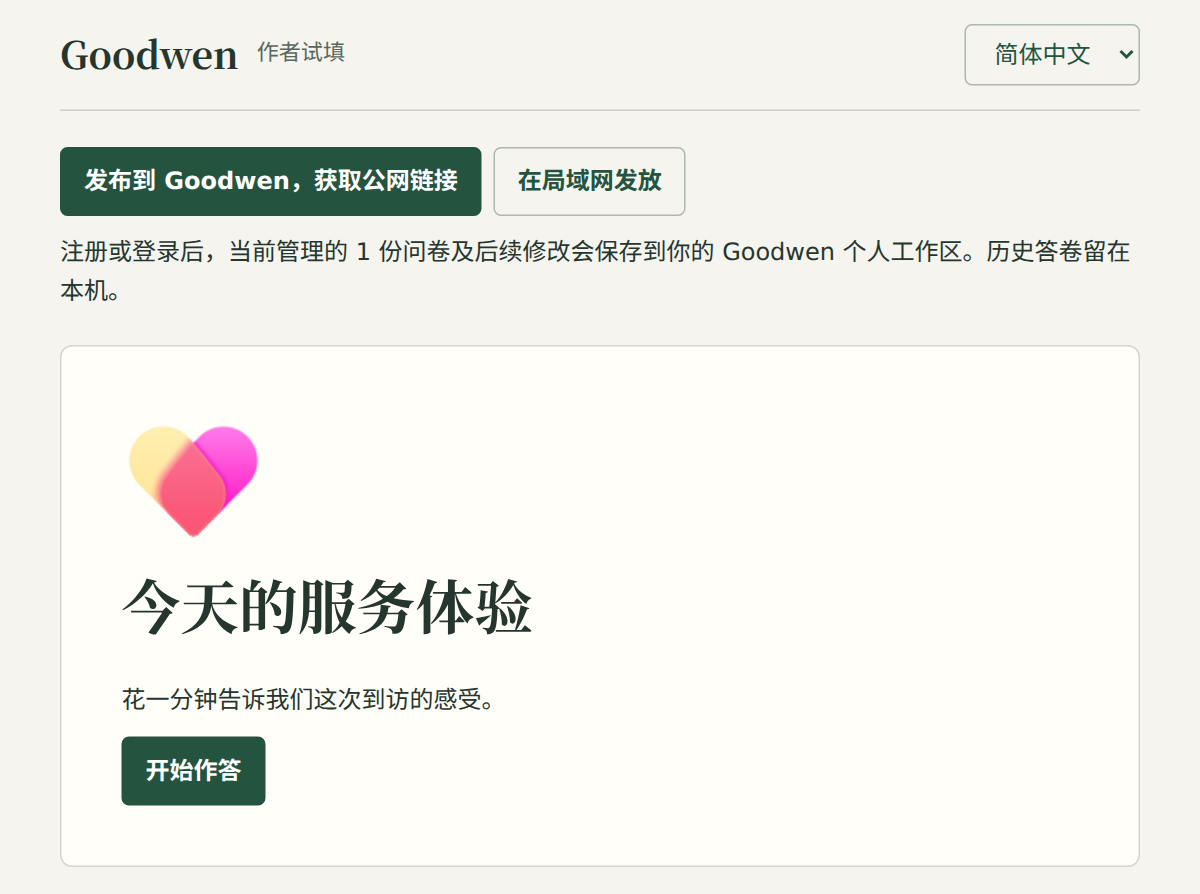 Goodwen 作者试填
简体中文
发布到 Goodwen，获取公网链接
在局域网发放
注册或登录后，当前管理的 1 份问卷及后续修改会保存到你的 Goodwen 个人工作区。历史答卷留在
本机。
今天的服务体验
花一分钟告诉我们这次到访的感受。
开始作答